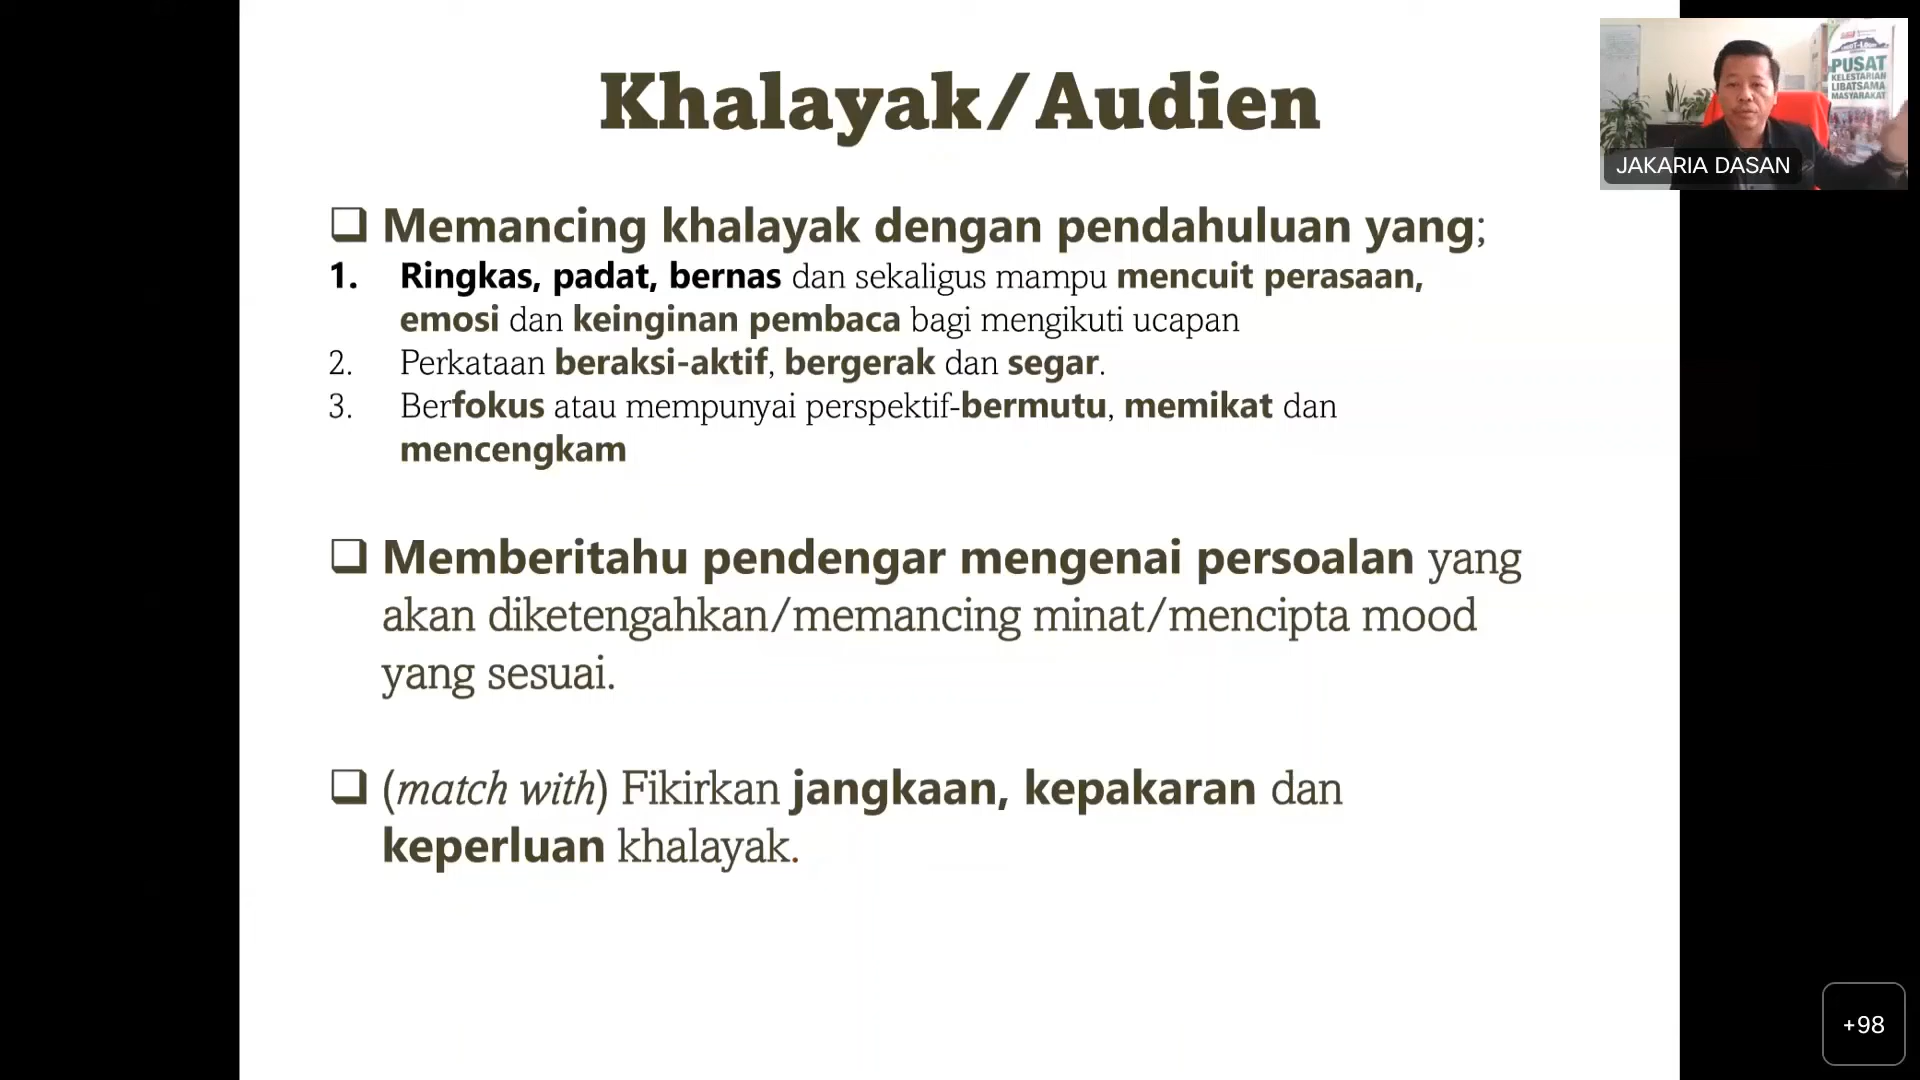 Khalayak/Audien
❑ Memancing khalayak dengan pendahuluan yang;
1. Ringkas, padat, bernas dan sekaligus mampu mencuit perasaan,
emosi dan keinginan pembaca bagi mengikuti ucapan
2. Perkataan beraksi-aktif, bergerak dan segar.
3. Berfokus atau mempunyai perspektif-bermutu, memikat dan
mencengkam
❑ Memberitahu pendengar mengenai persoalan yang
akan diketengahkan/memancing minat/mencipta mood
yang sesuai.
❑ (match with) Fikirkan jangkaan, kepakaran dan
keperluan khalayak.
PUSAT
KELESTARIAN
LIBATSAMA
MASYARAKAT
JAKARIA DASAN
+98